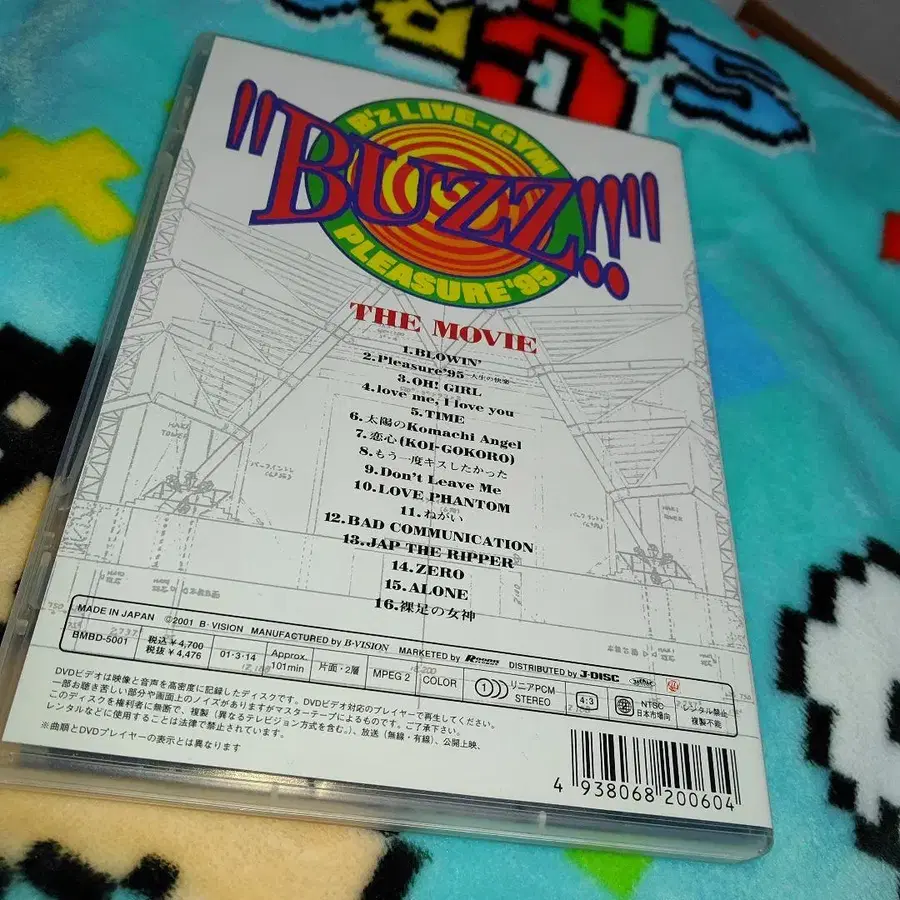 B'z LIVE-GYM
"BUZZ!!"
PLEASURE'95
THE MOVIE
1.BLOWIN'
2.Pleasure'95 人生の快楽
3.OH! GIRL
4.love me, I love you
5.TIME
6.太陽のKomachi Angel
7.恋心(KOI-GOKORO)
8.もう一度キスしたかった
9.Don't Leave Me
10.LOVE PHANTOM
11.ねがい
12.BAD COMMUNICATION
13.JAP THE RIPPER
14.ZERO
15.ALONE
16.裸足の女神
MADE IN JAPAN ©2001 B-VISION MANUFACTURED by B-VISION MARKETED by ROOMS DISTRIBUTED by J-DISC
BMBD-5001 税込¥4,700 税抜¥4,476 01·3·14 Approx. 101min 片面・2層 MPEG 2 COLOR 1 リニアPCM STEREO 4:3 NTSC 日本市場向 デジタル禁止 複製不能
DVDビデオは映像と音声を高密度に記録したディスクです。DVDビデオ対応のプレイヤーで再生してください。
一部お聴き苦しい部分や画面上のノイズがありますがマスターテープによるものです。ご了承下さい。
このディスクを権利者に無断で、複製（異なるテレビジョン方式を含む。）、放送（無線・有線）、公開上映、
レンタルなどに使用することは法律で禁止されています。
※曲順とDVDプレイヤーの表示とは異なります
4 938068 200604